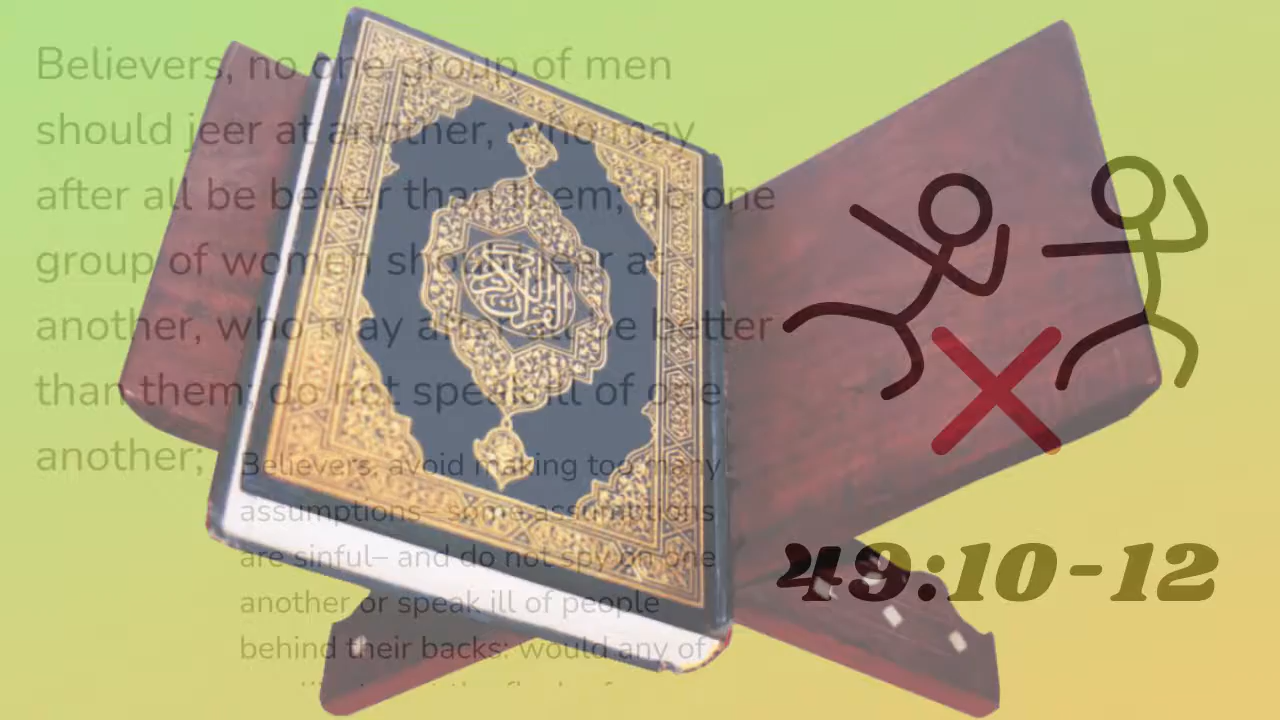 Believers, no one group of men
should jeer at another, who may
after all be better than them; no one
group of women should jeer at
another, who may after all be better
than them; do not speak ill of one
another;
Believers, avoid making too many
assumptions– some assumptions
are sinful– and do not spy on one
another or speak ill of people
behind their backs: would any of
49:10-12